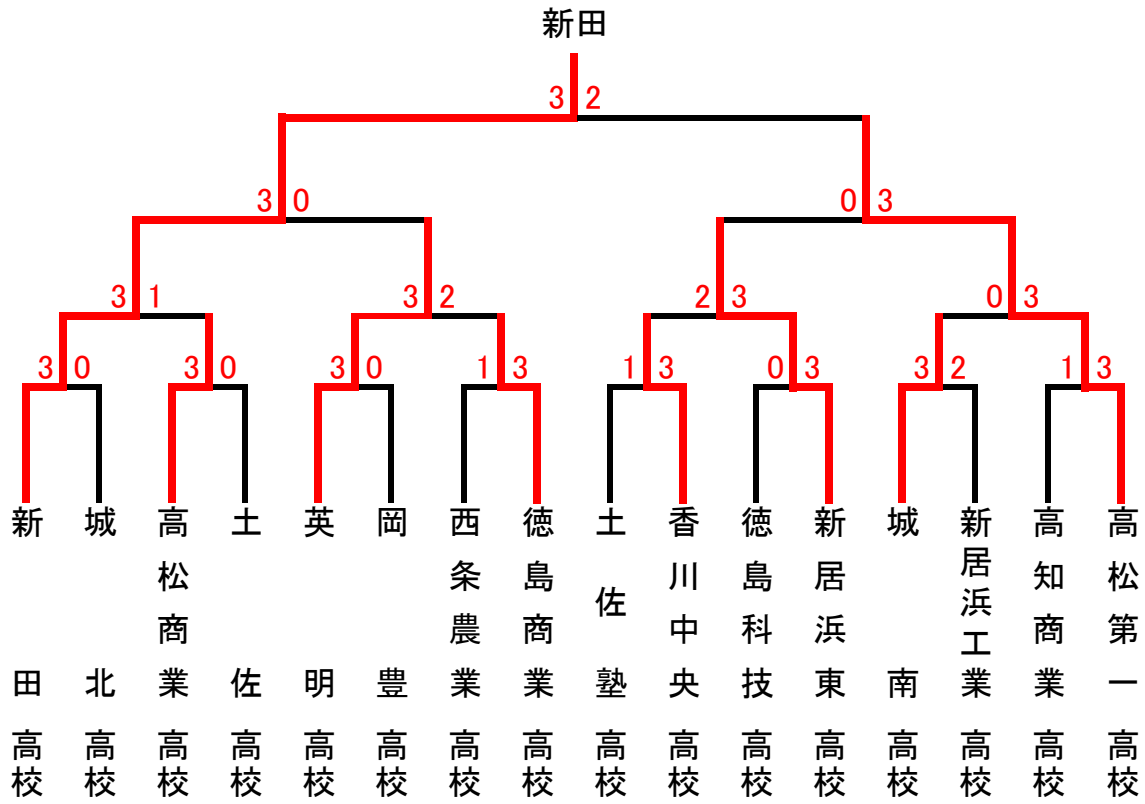 新田
3 2
3 0
0 3
3 1
3 2
2 3
0 3
3 0
3 0
3 0
1 3
1 3
0 3
3 2
1 3
新田高校
城北高校
高松商業高校
土佐高校
英明高校
岡豊高校
西条農業高校
徳島商業高校
土佐塾高校
香川中央高校
徳島科技高校
新居浜東高校
城南高校
新居浜工業高校
高知商業高校
高松第一高校